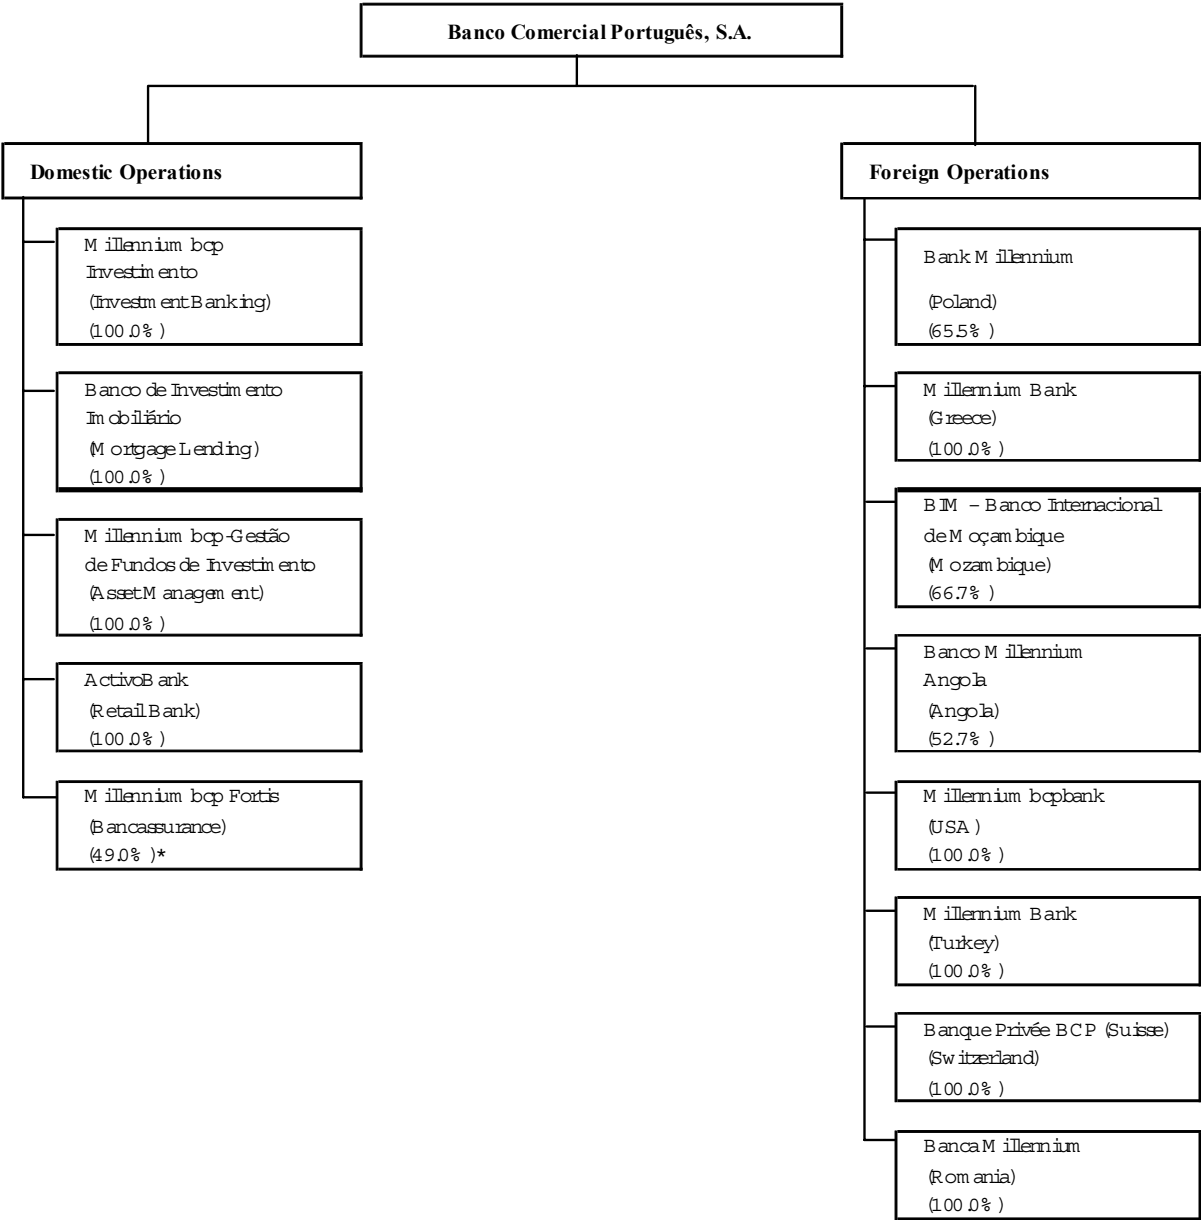 Banco Comercial Português, S.A.
Domestic Operations
Millennium bcp
Investimento
(Investment Banking)
(100.0%)
Banco de Investimento
Imobiliário
(Mortgage Lending)
(100.0%)
Millennium bcp-Gestão
de Fundos de Investimento
(Asset Management)
(100.0%)
ActivoBank
(Retail Bank)
(100.0%)
Millennium bcp Fortis
(Bancassurance)
(49.0%)*
Foreign Operations
Bank Millennium
(Poland)
(65.5%)
Millennium Bank
(Greece)
(100.0%)
BIM – Banco Internacional
de Moçambique
(Mozambique)
(66.7%)
Banco Millennium
Angola
(Angola)
(52.7%)
Millennium bcpbank
(USA)
(100.0%)
Millennium Bank
(Turkey)
(100.0%)
Banque Privée BCP (Suisse)
(Switzerland)
(100.0%)
Banca Millennium
(Romania)
(100.0%)